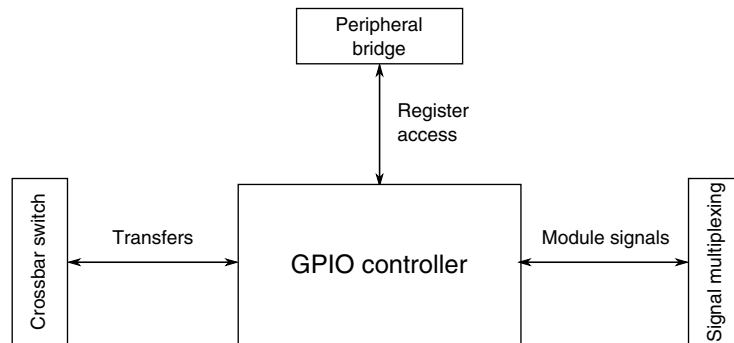 Peripheral
bridge
Register
access
Crossbar switch
Transfers
GPIO controller
Module signals
Signal multiplexing